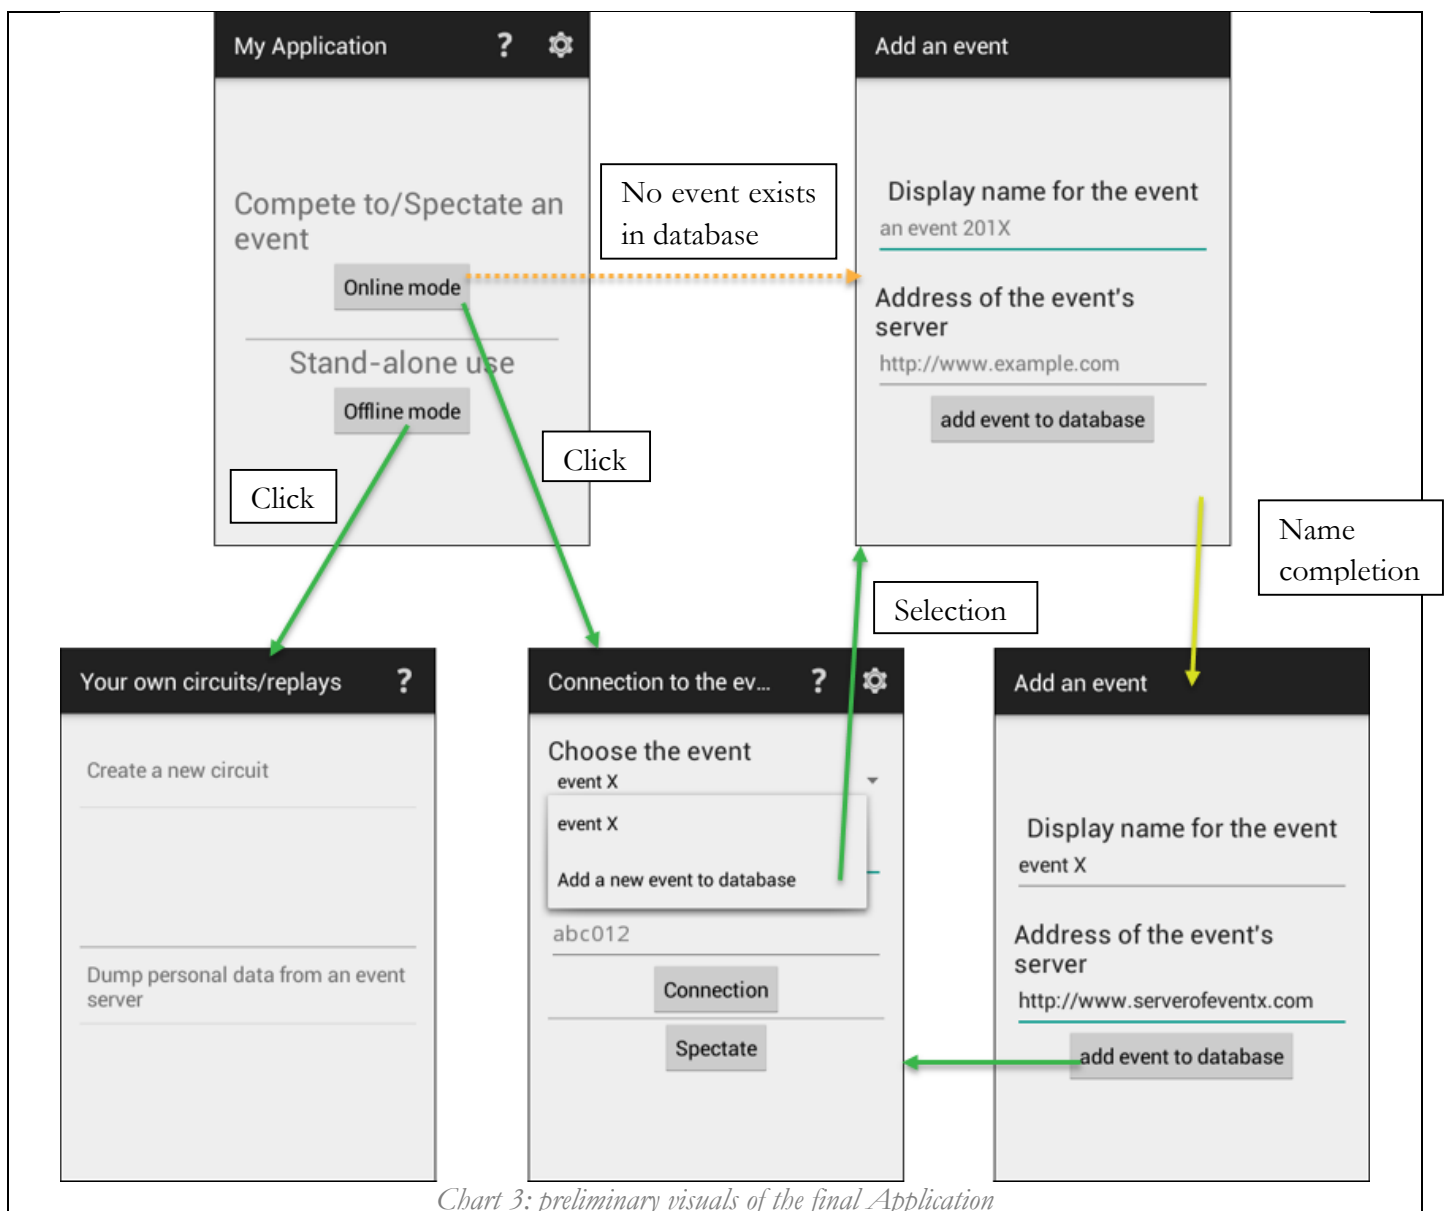 My Application ?
Compete to/Spectate an
event
Online mode
Stand-alone use
Offline mode
Click
Click
No event exists
in database
Add an event
Display name for the event
an event 201X
Address of the event's
server
http://www.example.com
add event to database
Name
completion
Selection
Your own circuits/replays ?
Create a new circuit
Dump personal data from an event
server
Connection to the ev... ?
Choose the event
event X
event X
Add a new event to database
abc012
Connection
Spectate
Add an event
Display name for the event
event X
Address of the event's
server
http://www.serverofeventx.com
add event to database
Chart 3: preliminary visuals of the final Application